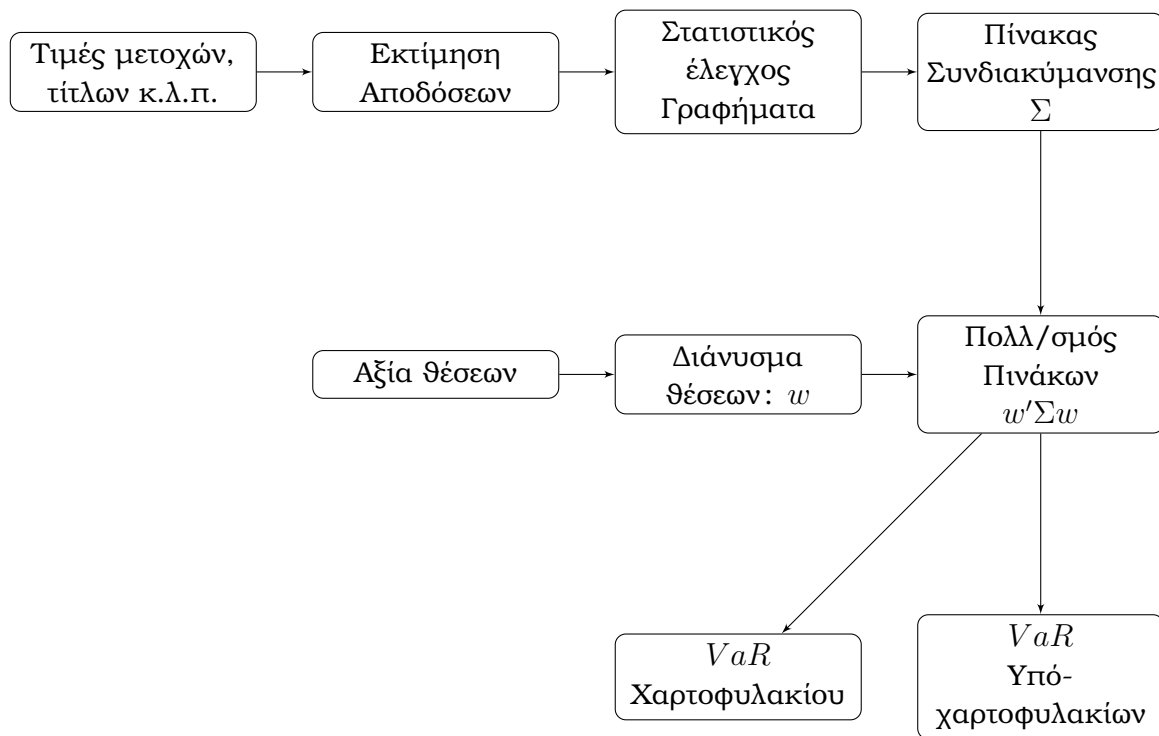 Τιμές μετοχών,
τίτλων κ.λ.π.
Εκτίμηση
Αποδόσεων
Στατιστικός
έλεγχος
Γραφήματα
Πίνακας
Συνδιακύμανσης
Σ
Αξία θέσεων
Διάνυσμα
θέσεων: w
Πολλ/σμός
Πινάκων
w′Σw
VaR
Χαρτοφυλακίου
VaR
Υπό-
χαρτοφυλακίων